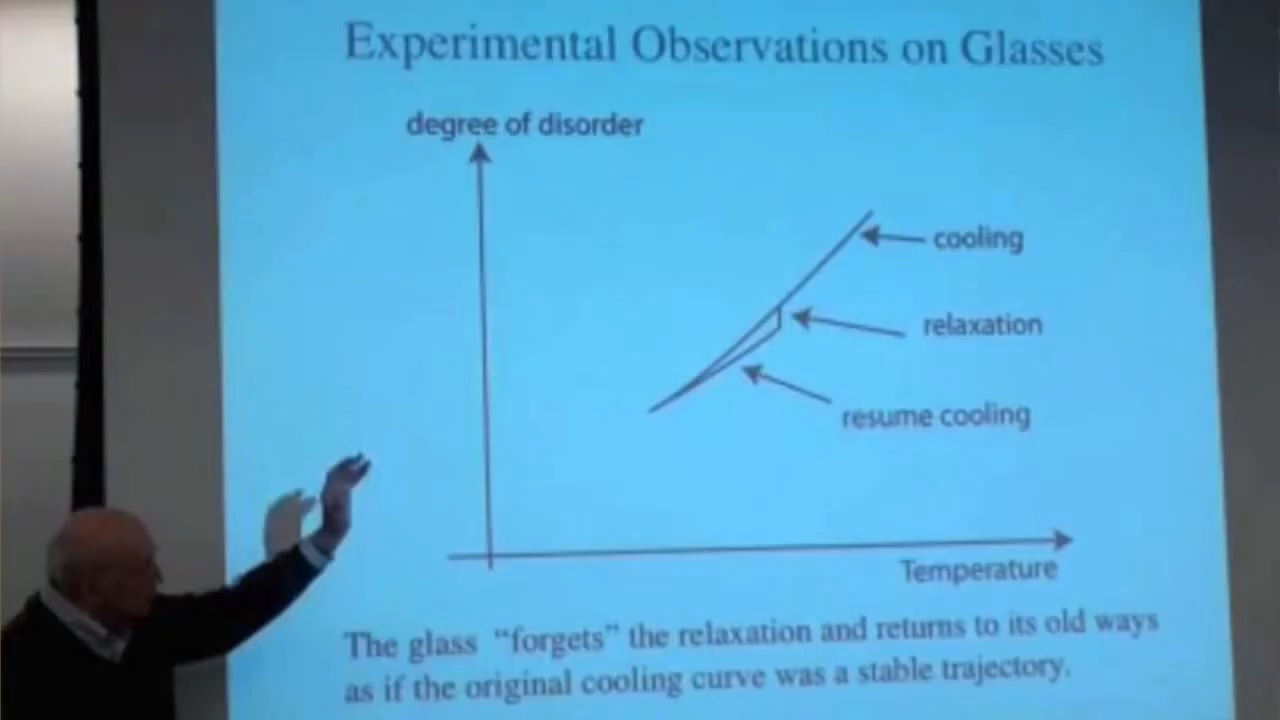 Experimental Observations on Glasses
degree of disorder
cooling
relaxation
resume cooling
Temperature
The glass “forgets” the relaxation and returns to its old ways
as if the original cooling curve was a stable trajectory.